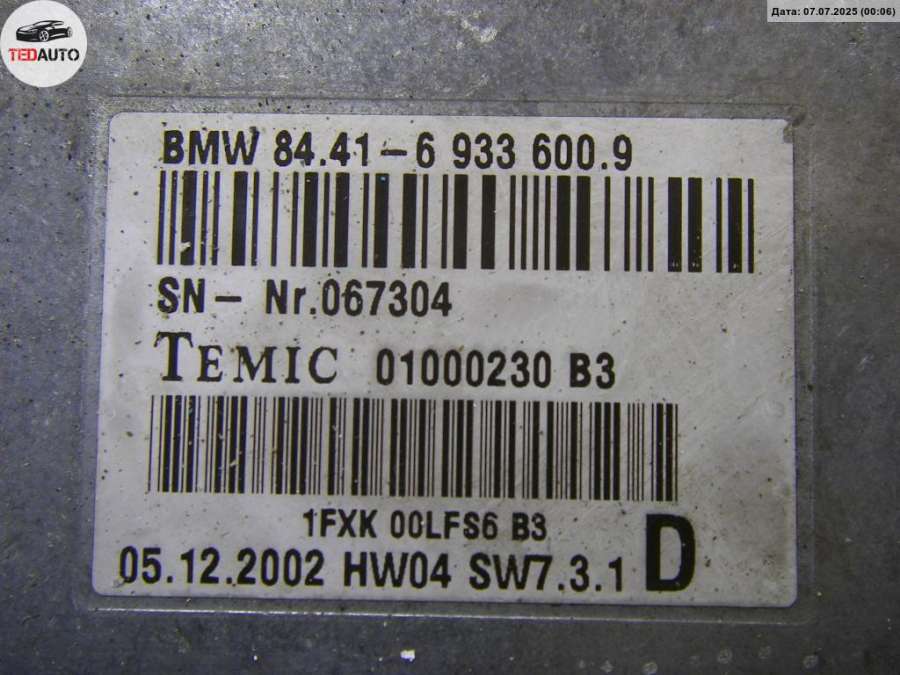 TEDAUTO
Дата: 07.07.2025 (00:06)
BMW 84.41-6 933 600.9
SN- Nr.067304
TEMIC 01000230 B3
1FXK 00LFS6 B3
05.12.2002 HW04 SW7.3.1 D